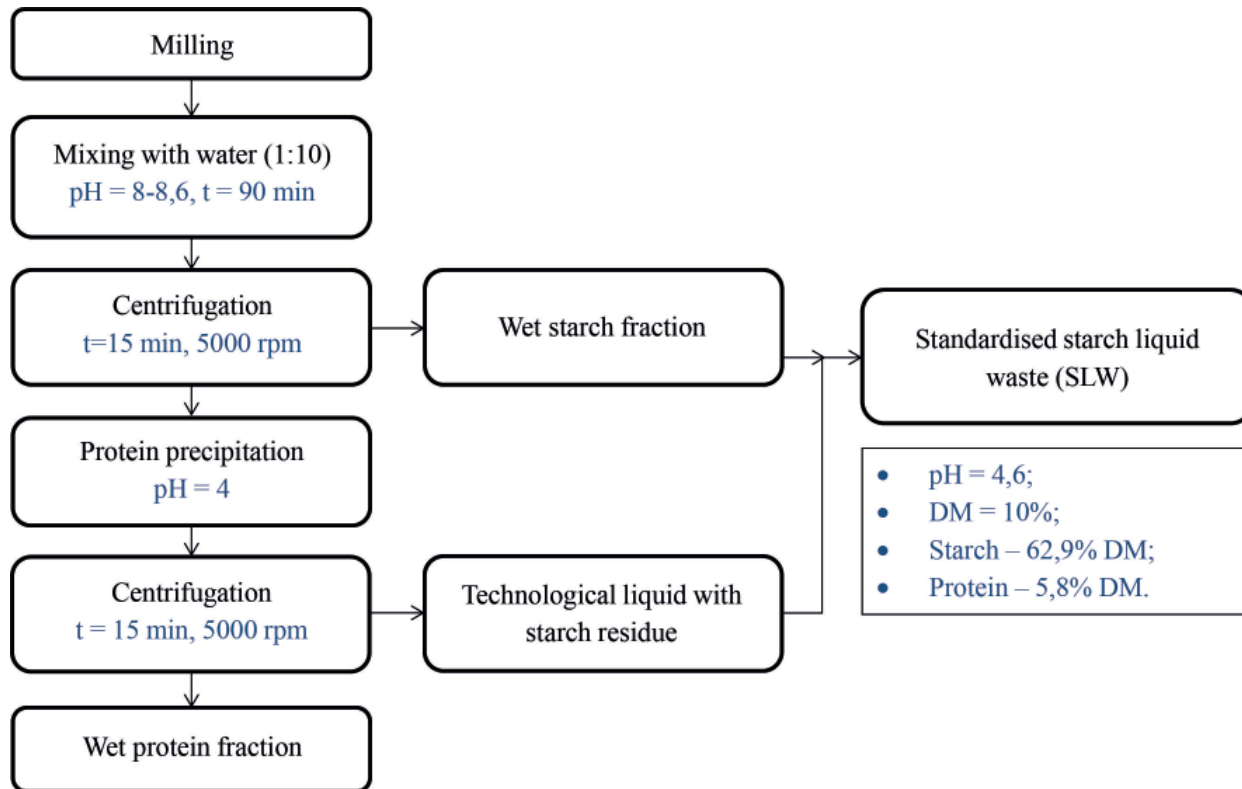 Milling
Mixing with water (1:10)
pH = 8-8,6, t = 90 min
Centrifugation
t=15 min, 5000 rpm
Wet starch fraction
Standardised starch liquid
waste (SLW)
Protein precipitation
pH = 4
• pH = 4,6;
• DM = 10%;
• Starch – 62,9% DM;
• Protein – 5,8% DM.
Centrifugation
t = 15 min, 5000 rpm
Technological liquid with
starch residue
Wet protein fraction